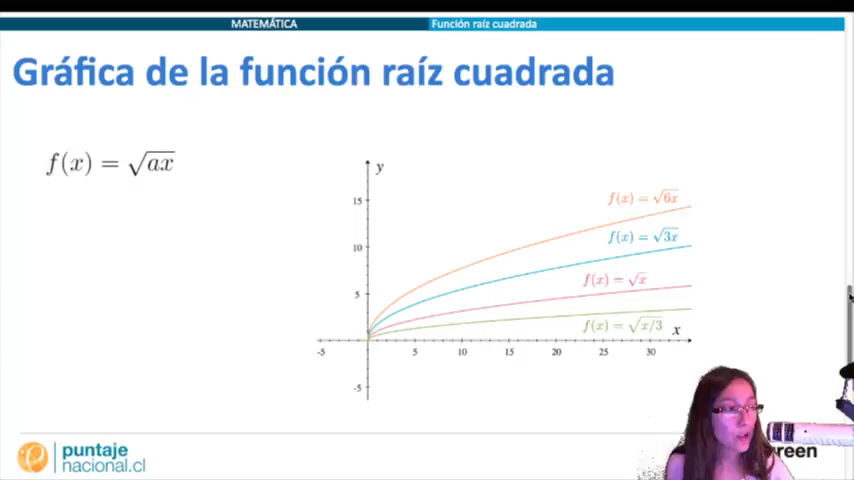 MATEMÁTICA
Función raíz cuadrada
Gráfica de la función raíz cuadrada
f(x) = √ax
y
15
10
5
-5
-5
5
10
15
20
25
30
x
f(x) = √6x
f(x) = √3x
f(x) = √x
f(x) = √x/3
puntaje
nacional.cl
reen